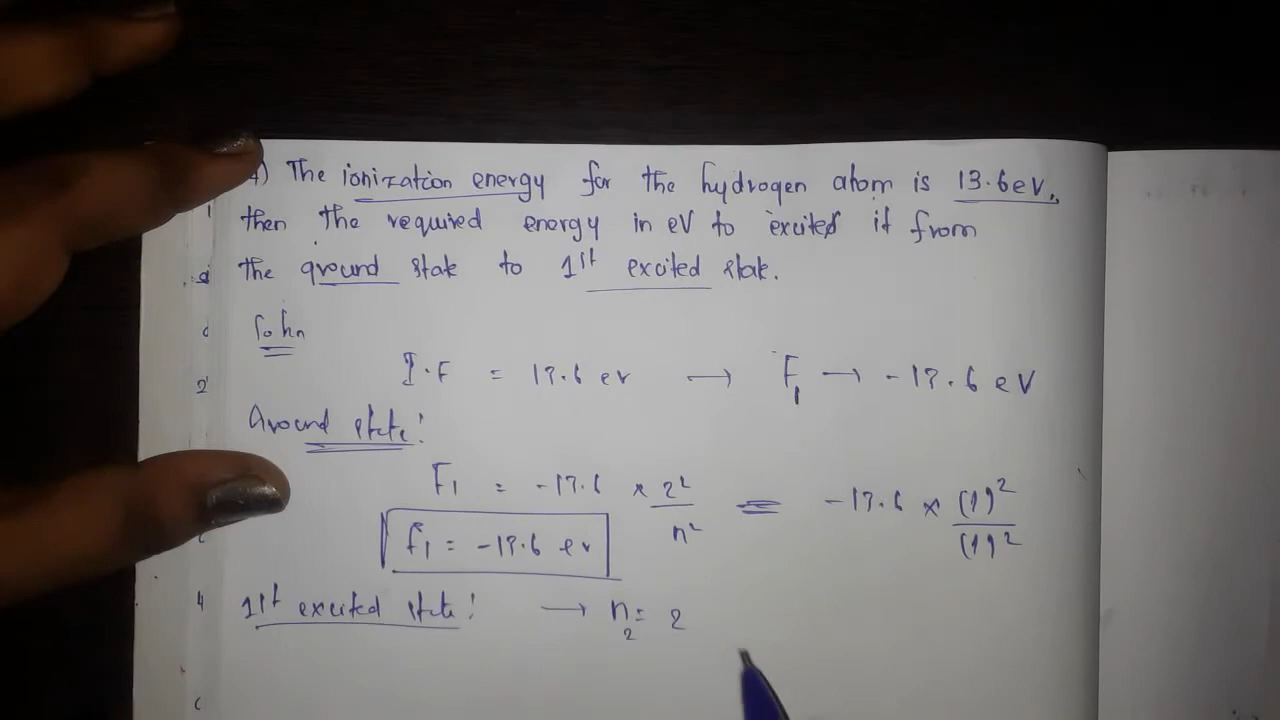 1) The ionization energy for the hydrogen atom is 13.6eV.,
then the required energy in eV to excited it from
the ground state to 1st excited state.
Soln
I.E = 13.6 ev → E1 → -13.6 eV
Ground state!
E1 = -13.6 × Z²/n² = -13.6 × (1)²/(1)²
E1 = -13.6 ev
1st excited state! → n2 = 2